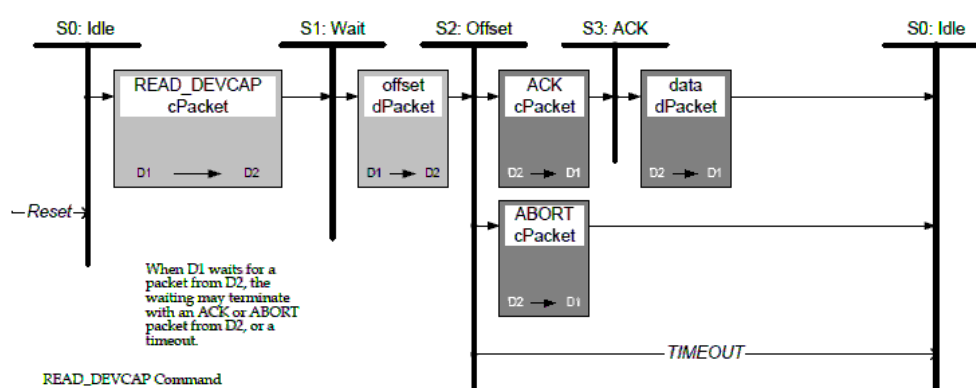 S0: Idle
S1: Wait
S2: Offset
S3: ACK
S0: Idle
READ_DEVCAP
cPacket
D1
D2
offset
dPacket
D1
D2
ACK
cPacket
D2
D1
data
dPacket
D2
D1
Reset
ABORT
cPacket
D2
D1
When D1 waits for a
packet from D2, the
waiting may terminate
with an ACK or ABORT
packet from D2, or a
timeout.
TIMEOUT
READ_DEVCAP Command